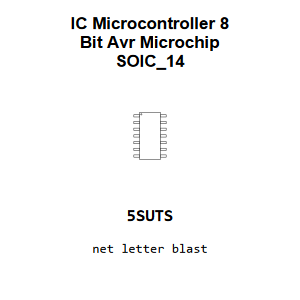 IC Microcontroller 8
Bit Avr Microchip
SOIC_14
5SUTS
net letter blast